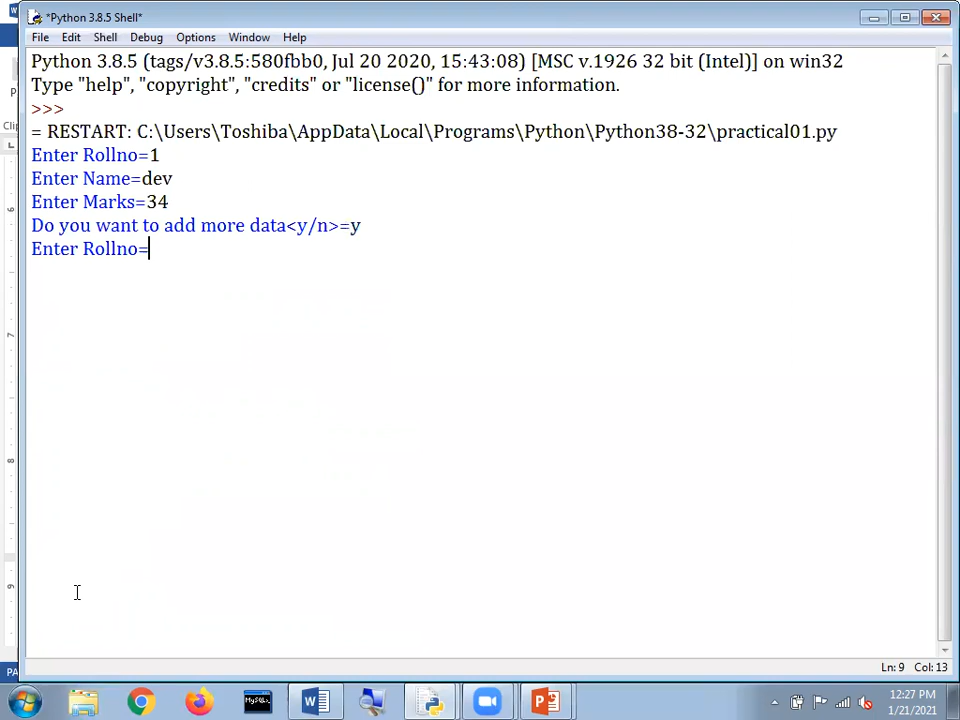 *Python 3.8.5 Shell*
File Edit Shell Debug Options Window Help
Python 3.8.5 (tags/v3.8.5:580fbb0, Jul 20 2020, 15:43:08) [MSC v.1926 32 bit (Intel)] on win32
Type "help", "copyright", "credits" or "license()" for more information.
>>>
= RESTART: C:\Users\Toshiba\AppData\Local\Programs\Python\Python38-32\practical01.py
Enter Rollno=1
Enter Name=dev
Enter Marks=34
Do you want to add more data<y/n>=y
Enter Rollno=
Ln: 9 Col: 13
12:27 PM
1/21/2021